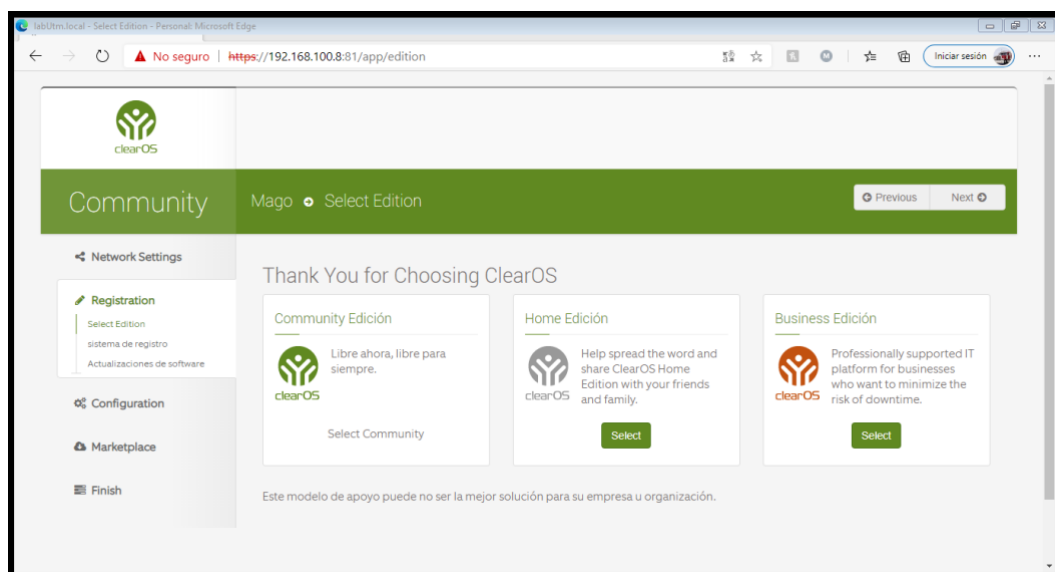 labUtm.local - Select Edition - Personal: Microsoft Edge
No seguro
https://192.168.100.8:81/app/edition
Iniciar sesión
clearOS
Community
Mago
Select Edition
Previous
Next
Network Settings
Registration
Select Edition
sistema de registro
Actualizaciones de software
Configuration
Marketplace
Finish
Thank You for Choosing ClearOS
Community Edición
clearOS
Libre ahora, libre para
siempre.
Select Community
Home Edición
clearOS
Help spread the word and
share ClearOS Home
Edition with your friends
and family.
Select
Business Edición
clearOS
Professionally supported IT
platform for businesses
who want to minimize the
risk of downtime.
Select
Este modelo de apoyo puede no ser la mejor solución para su empresa u organización.